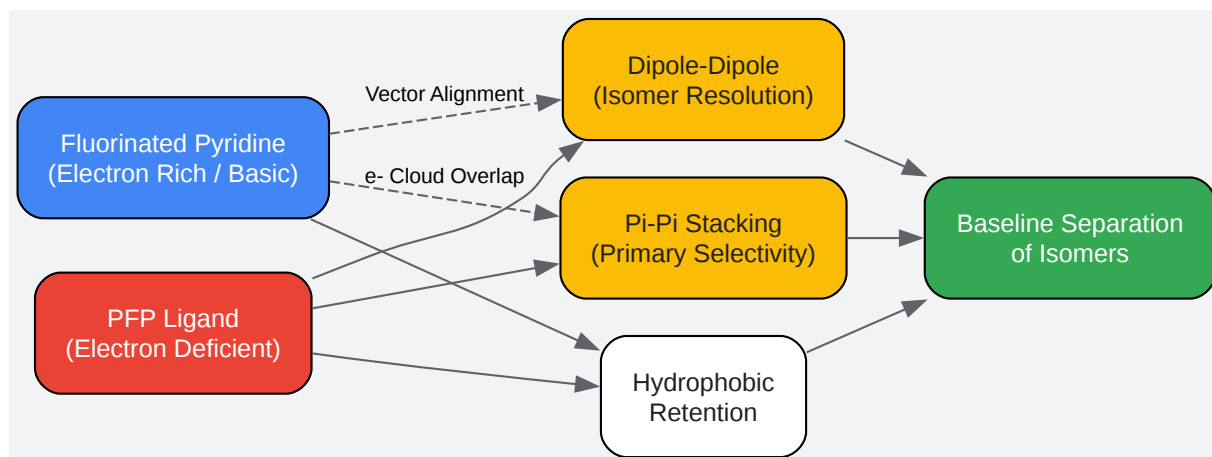 Fluorinated Pyridine
(Electron Rich / Basic)
PFP Ligand
(Electron Deficient)
Vector Alignment
e- Cloud Overlap
Dipole-Dipole
(Isomer Resolution)
Pi-Pi Stacking
(Primary Selectivity)
Hydrophobic
Retention
Baseline Separation
of Isomers